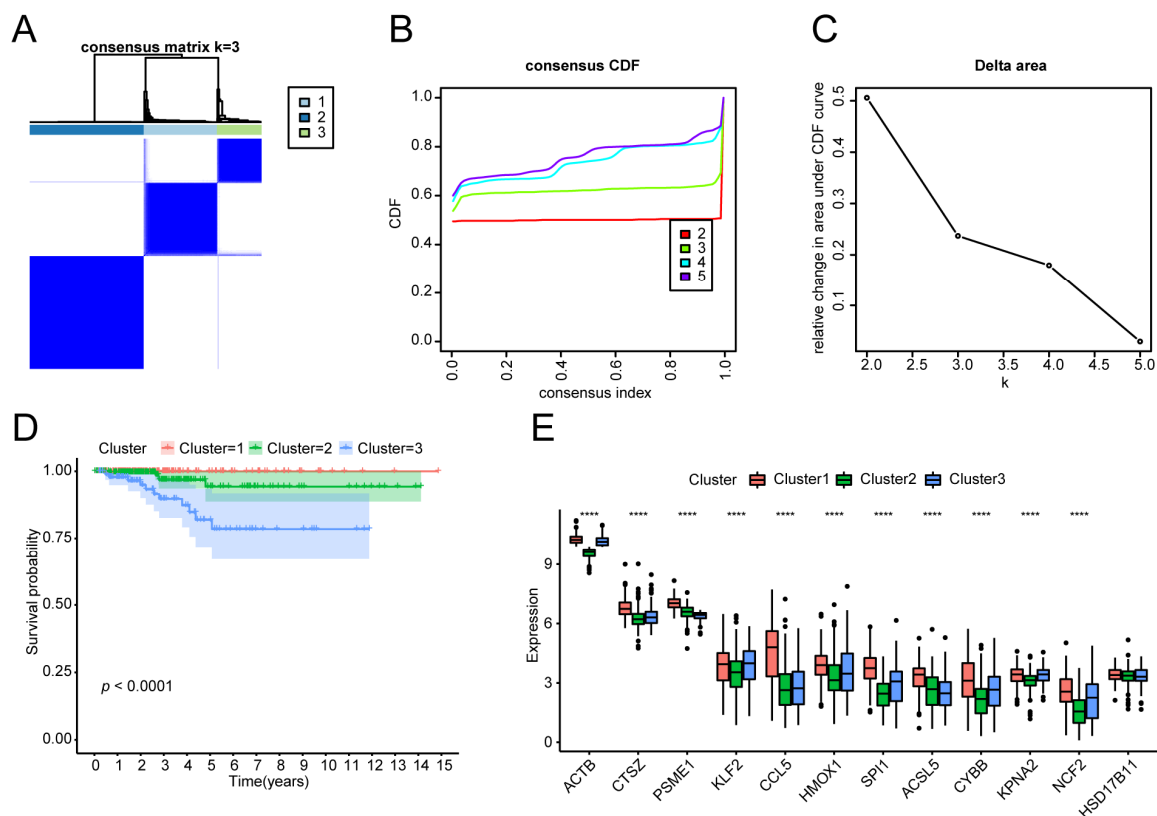 A
consensus matrix k=3
1
2
3
B
consensus CDF
CDF
1.0
0.8
0.6
0.4
0.2
0.0
2
3
4
5
0.0 0.2 0.4 0.6 0.8 1.0
consensus index
C
Delta area
relative change in area under CDF curve
0.5
0.4
0.3
0.2
0.1
2.0 2.5 3.0 3.5 4.0 4.5 5.0
k
D
Cluster Cluster=1 Cluster=2 Cluster=3
Survival probability
1.00
0.75
0.50
0.25
0.00
p < 0.0001
0 1 2 3 4 5 6 7 8 9 10 11 12 13 14 15
Time(years)
E
Cluster Cluster1 Cluster2 Cluster3
**** **** **** **** **** **** **** **** **** **** ****
Expression
9
6
3
0
ACTB CTSZ PSME1 KLF2 CCL5 HMOX1 SPI1 ACSL5 CYBB KPNA2 NCF2 HSD17B11